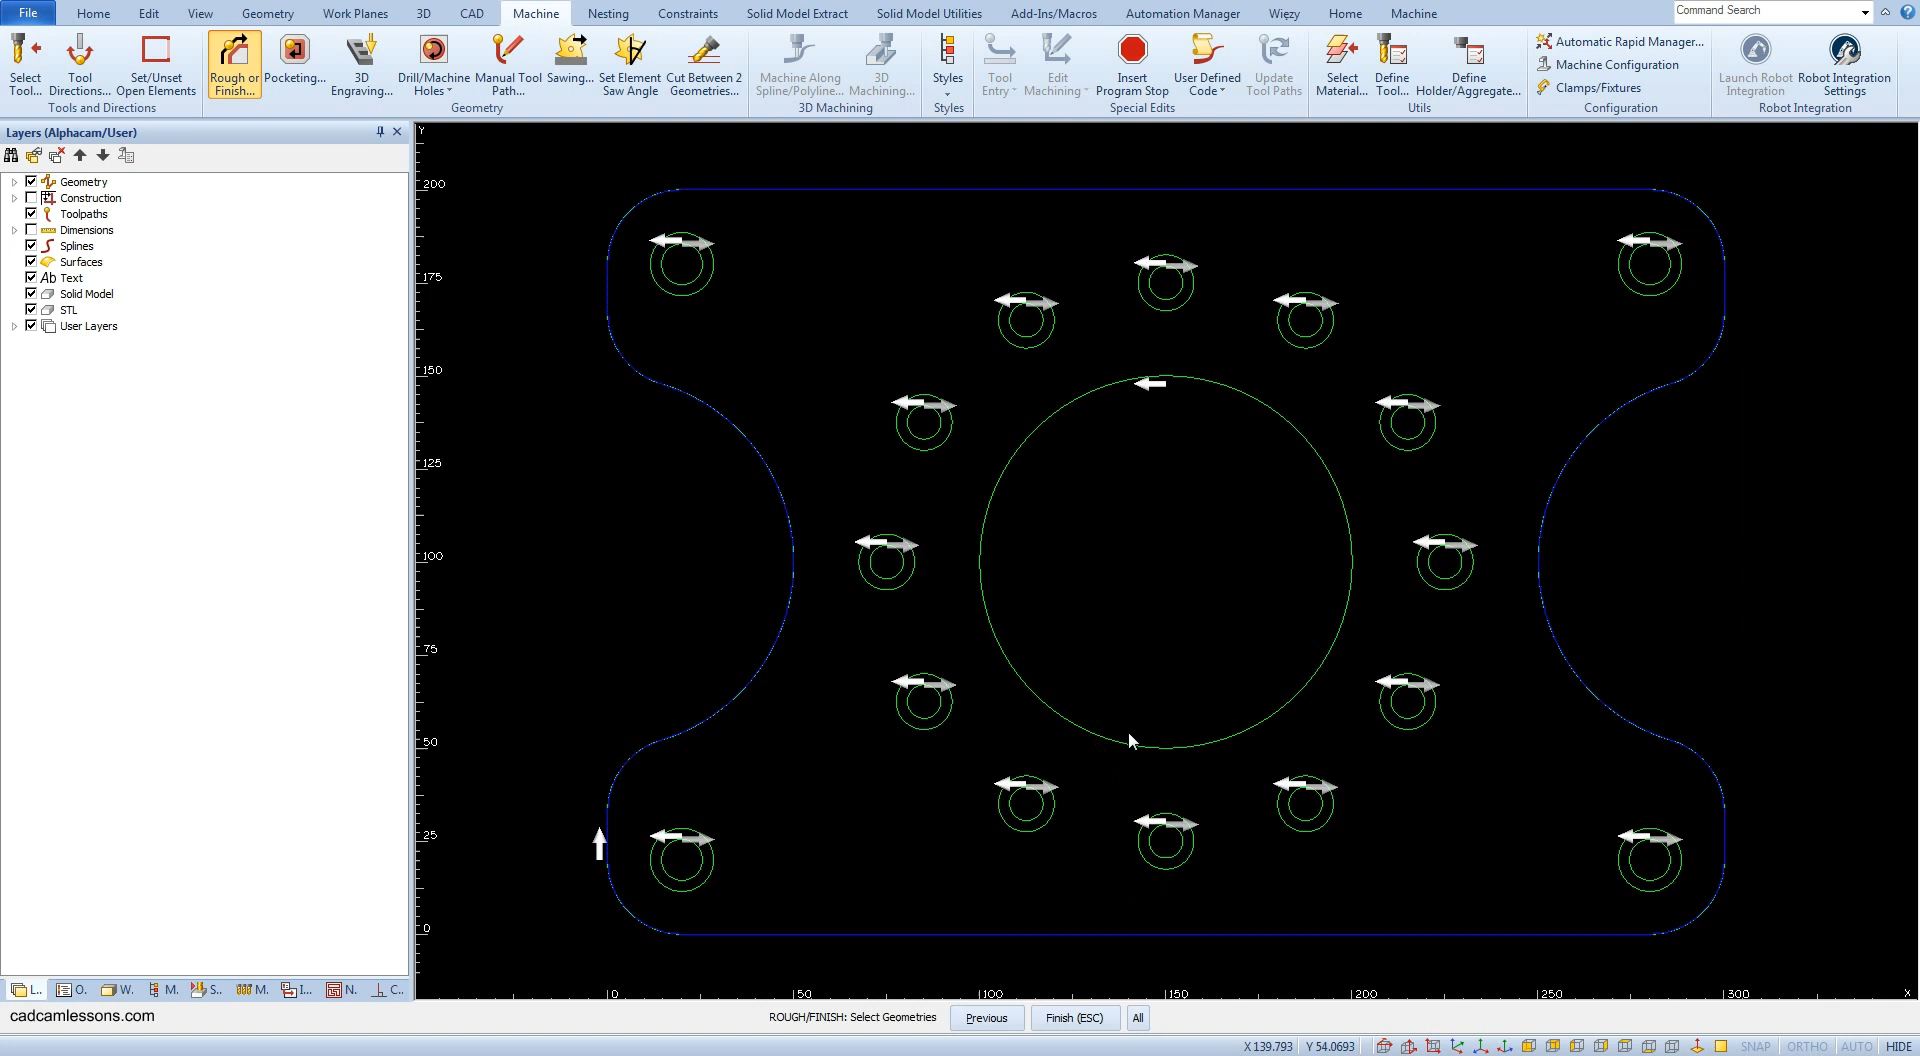 File Home Edit View Geometry Work Planes 3D CAD Machine Nesting Constraints Solid Model Extract Solid Model Utilities Add-Ins/Macros Automation Manager Więzy Home Machine Command Search
Select Tool...
Tool Directions...
Set/Unset Open Elements
Tools and Directions
Rough or Finish...
Pocketing...
3D Engraving...
Drill/Machine Holes
Manual Tool Path...
Sawing...
Set Element Saw Angle
Cut Between 2 Geometries...
Geometry
Machine Along Spline/Polyline...
3D Machining...
3D Machining
Styles
Styles
Tool Entry
Edit Machining
Insert Program Stop
User Defined Code
Update Tool Paths
Special Edits
Select Material...
Define Tool...
Define Holder/Aggregate...
Utils
Automatic Rapid Manager...
Machine Configuration
Clamps/Fixtures
Configuration
Launch Robot Integration
Robot Integration Settings
Robot Integration
Layers (Alphacam/User)
Geometry
Construction
Toolpaths
Dimensions
Splines
Surfaces
Ab Text
Solid Model
STL
User Layers
L.. O. W. M. S.. M. I... N. C..
Y
200
175
150
125
100
75
50
25
0
0 50 100 150 200 250 300 X
cadcamlessons.com
ROUGH/FINISH: Select Geometries Previous Finish (ESC) All
X 139.793 Y 54.0693 SNAP ORTHO AUTO HIDE